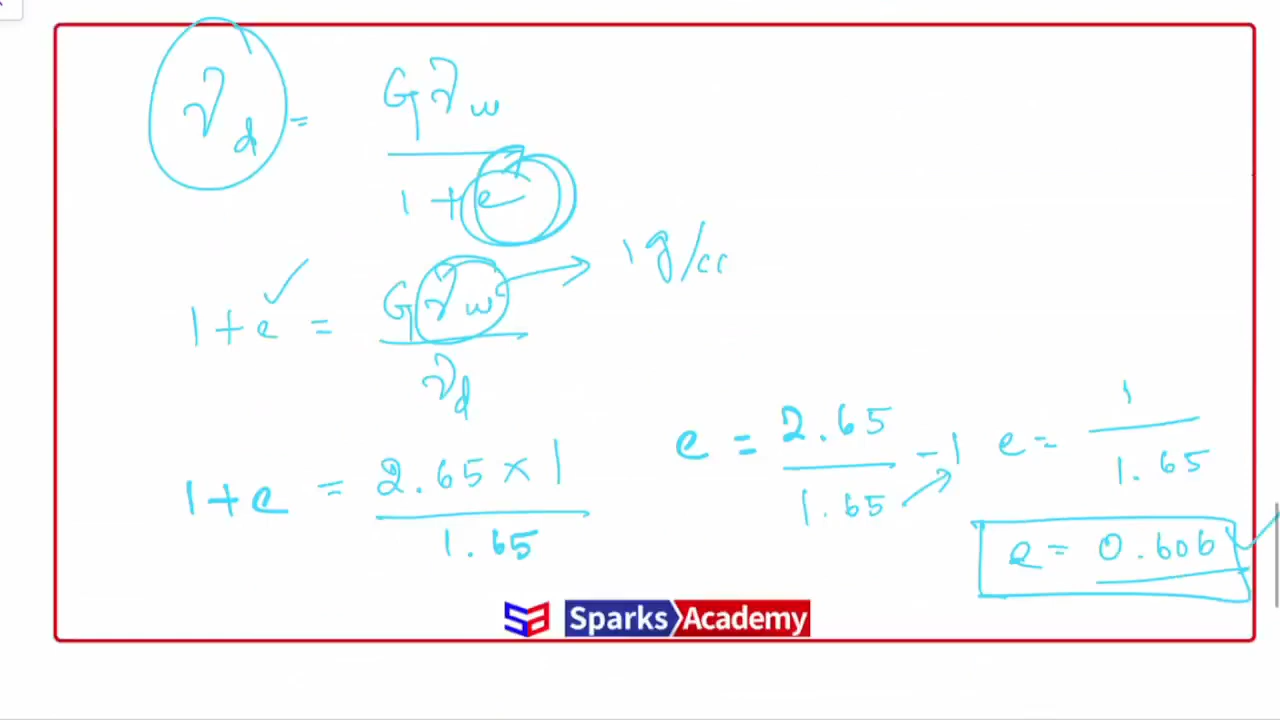 γd = Gγw / 1 + e
1 + e = Gγw / γd → 1 g/cc
1 + e = 2.65 × 1 / 1.65
e = 2.65 / 1.65 - 1
e = 1 / 1.65
e = 0.606
Sparks Academy